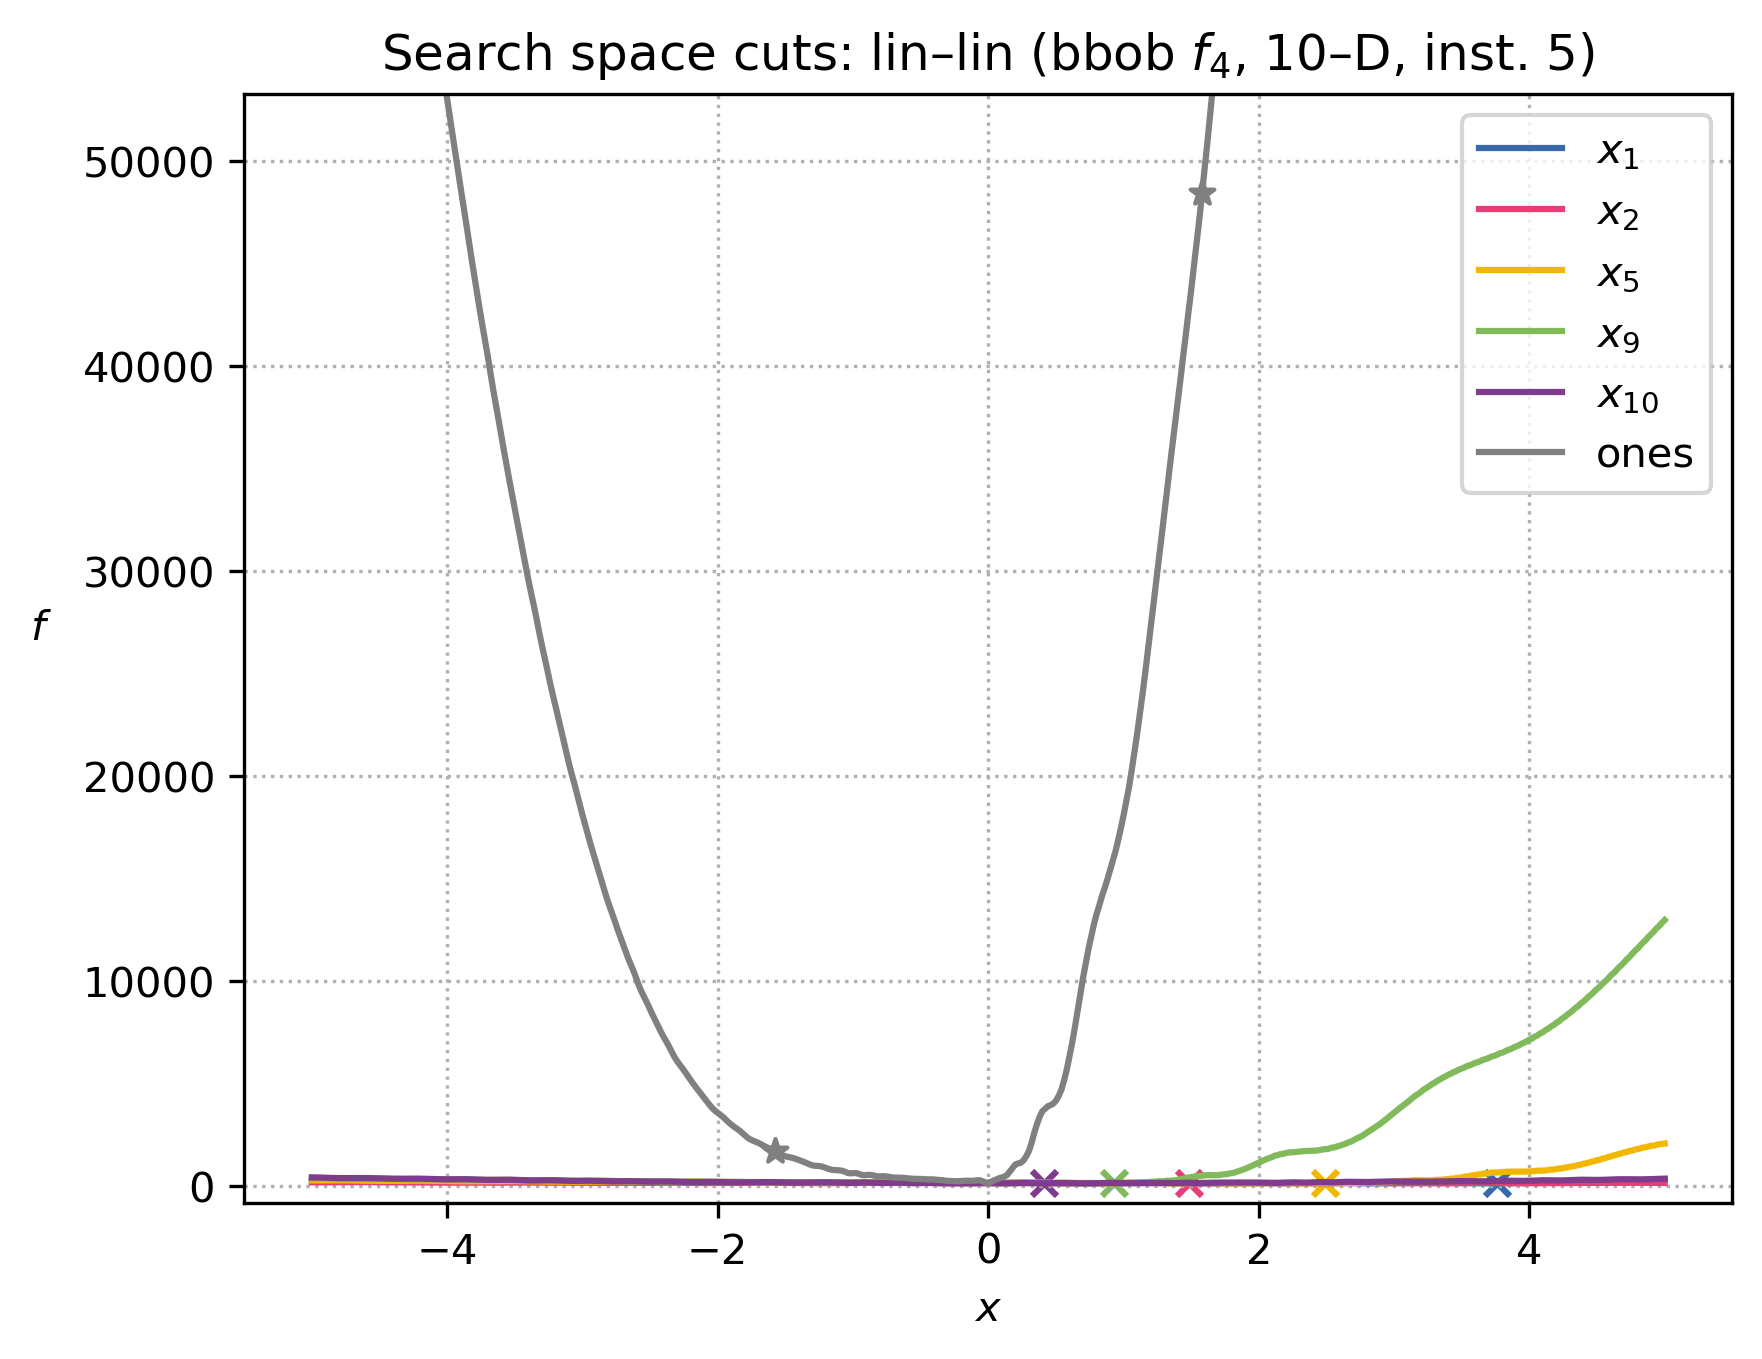 Search space cuts: lin–lin (bbob f₄, 10–D, inst. 5)
50000
40000
30000
20000
10000
0
f
−4
−2
0
2
4
x
x₁
x₂
x₅
x₉
x₁₀
ones